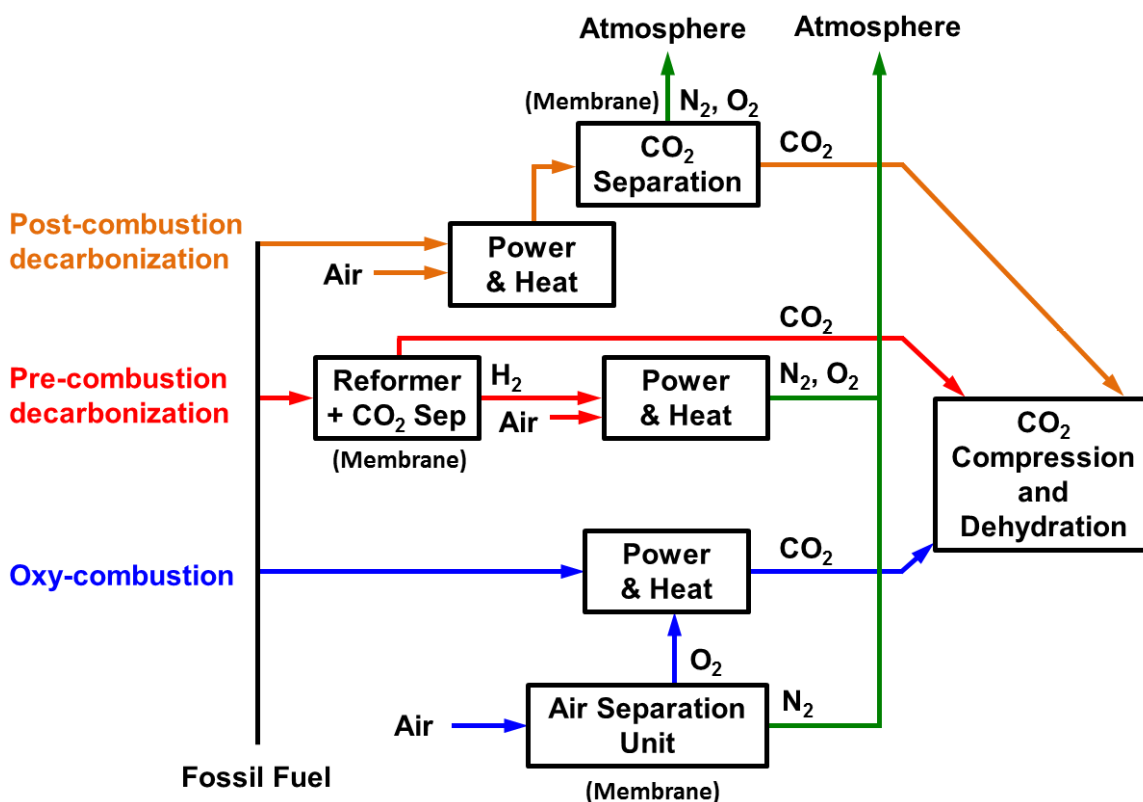 Atmosphere
Atmosphere
(Membrane)
N₂, O₂
CO₂
Separation
CO₂
Post-combustion
decarbonization
Power
& Heat
Air
CO₂
Pre-combustion
decarbonization
Reformer
+ CO₂ Sep
(Membrane)
H₂
Air
Power
& Heat
N₂, O₂
CO₂
Compression
and
Dehydration
Oxy-combustion
Power
& Heat
CO₂
O₂
Air
Air Separation
Unit
N₂
(Membrane)
Fossil Fuel